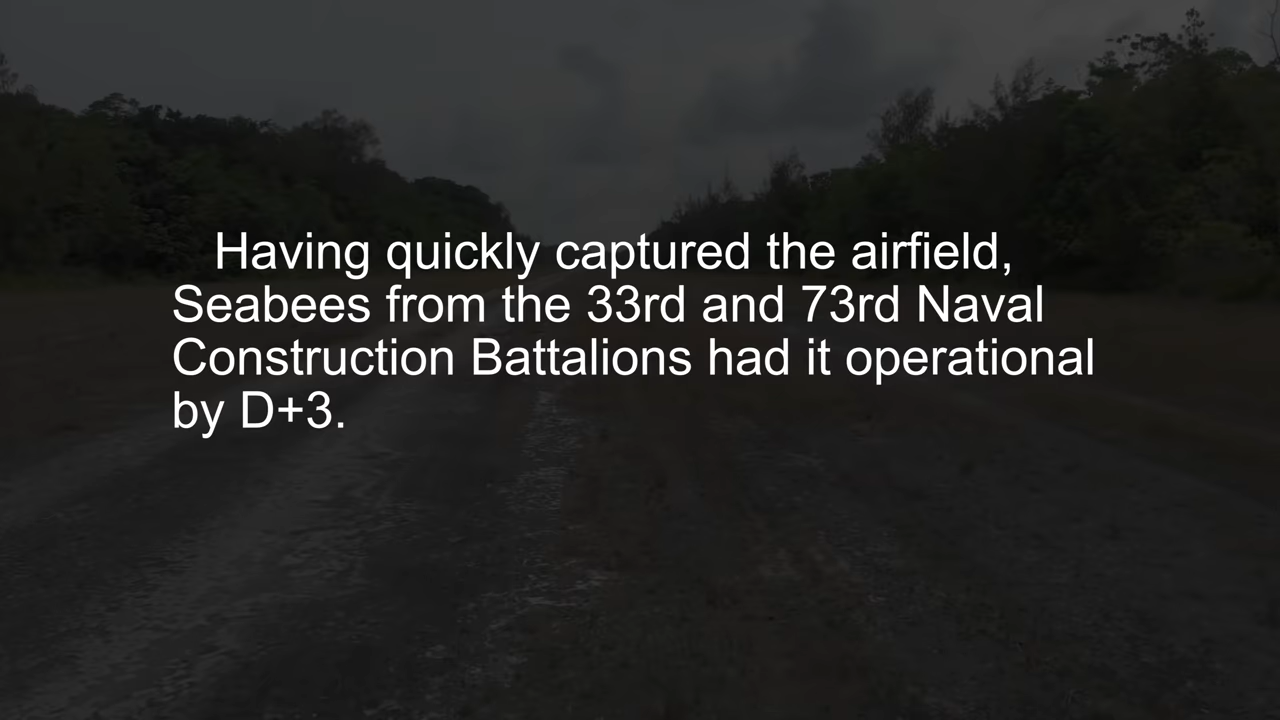 Having quickly captured the airfield,
Seabees from the 33rd and 73rd Naval
Construction Battalions had it operational
by D+3.